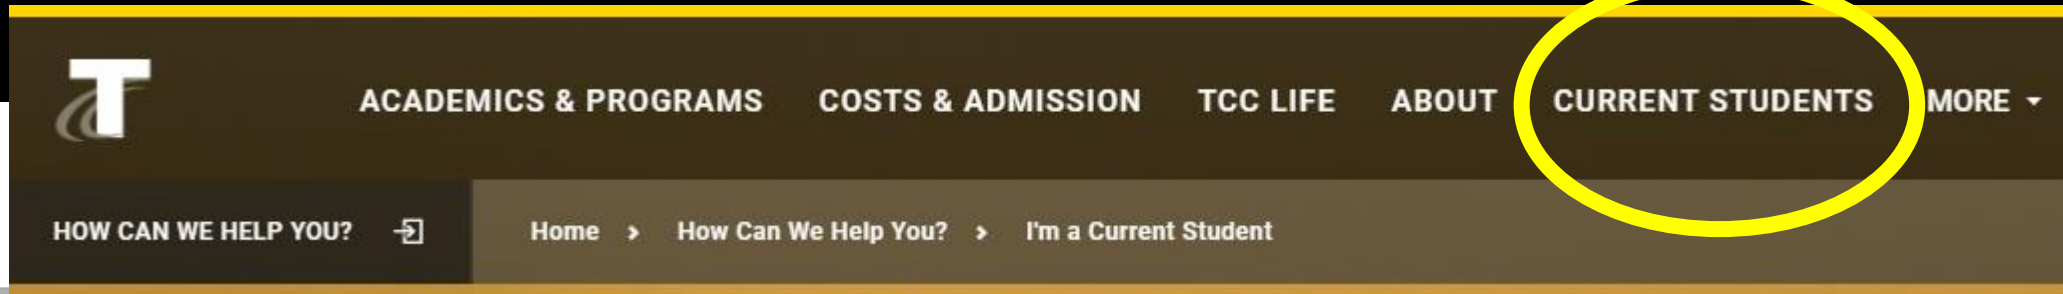 T
ACADEMICS & PROGRAMS COSTS & ADMISSION TCC LIFE ABOUT CURRENT STUDENTS MORE
HOW CAN WE HELP YOU? Home > How Can We Help You? > I'm a Current Student